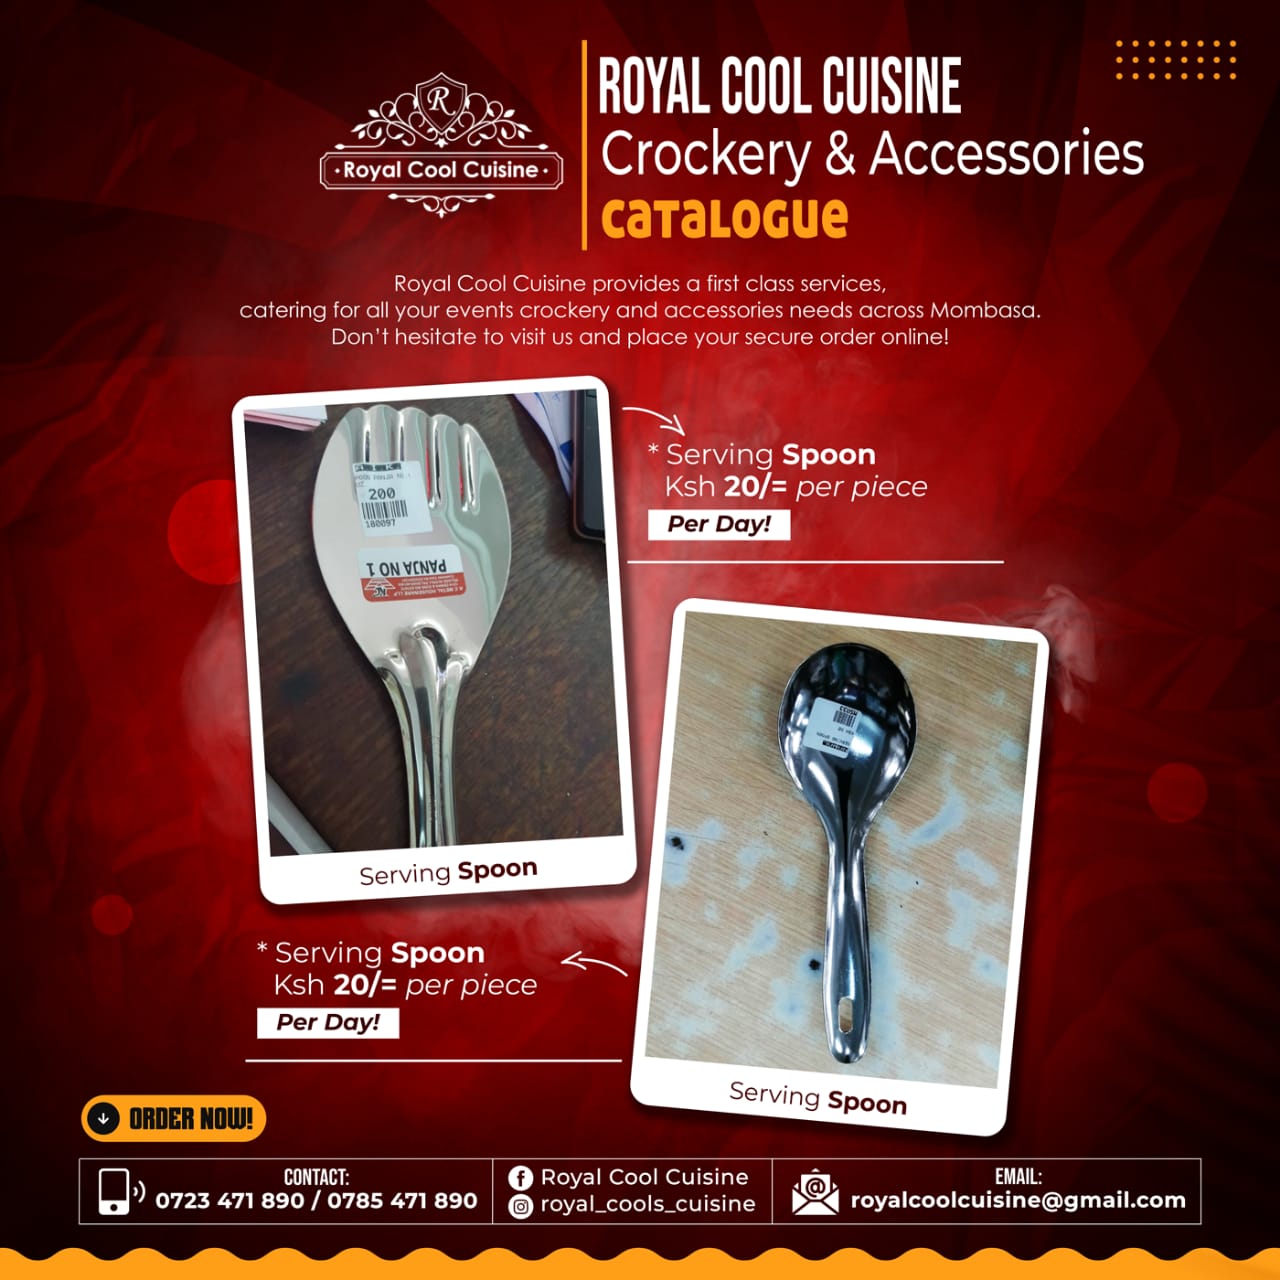 R
Royal Cool Cuisine
ROYAL COOL CUISINE
Crockery & Accessories
CATALOGUE
Royal Cool Cuisine provides a first class services,
catering for all your events crockery and accessories needs across Mombasa.
Don't hesitate to visit us and place your secure order online!
200
180097
PANJA NO 1
Serving Spoon
* Serving Spoon
Ksh 20/= per piece
Per Day!
* Serving Spoon
Ksh 20/= per piece
Per Day!
Serving Spoon
ORDER NOW!
CONTACT:
0723 471 890 / 0785 471 890
Royal Cool Cuisine
royal_cools_cuisine
EMAIL:
royalcoolcuisine@gmail.com